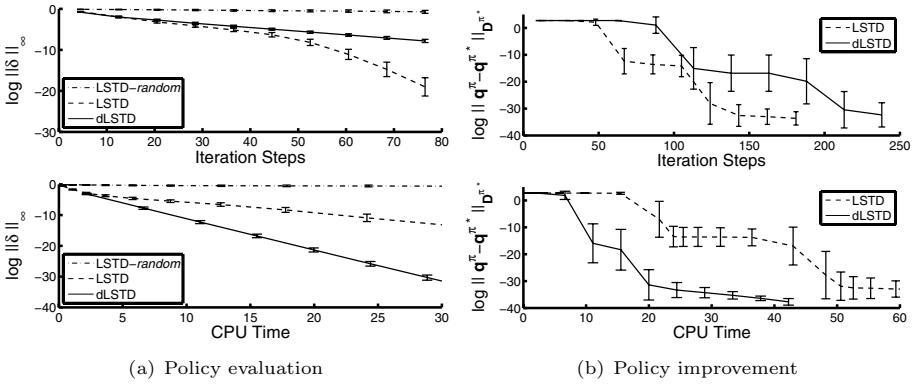 0
−10
−20
−30
log ||δ||∞
0 10 20 30 40 50 60 70 80
Iteration Steps
LSTD−random
LSTD
dLSTD
0
−10
−20
−30
−40
log ||δ||∞
0 5 10 15 20 25 30
CPU Time
LSTD−random
LSTD
dLSTD
(a) Policy evaluation
0
−10
−20
−30
−40
log || q^π−q^π* ||_D^π*
0 50 100 150 200 250
Iteration Steps
LSTD
dLSTD
0
−10
−20
−30
−40
log || q^π−q^π* ||_D^π*
0 10 20 30 40 50 60
CPU Time
LSTD
dLSTD
(b) Policy improvement